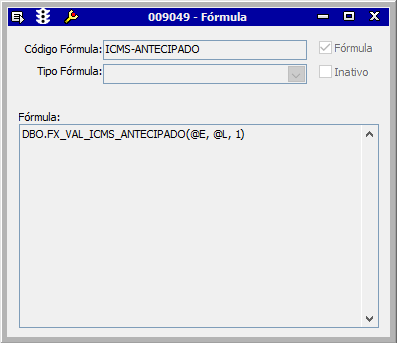 009049 - Fórmula
Código Fórmula: ICMS-ANTECIPADO
Fórmula
Tipo Fórmula:
Inativo
Fórmula:
DBO.FX_VAL_ICMS_ANTECIPADO(@E, @L, 1)